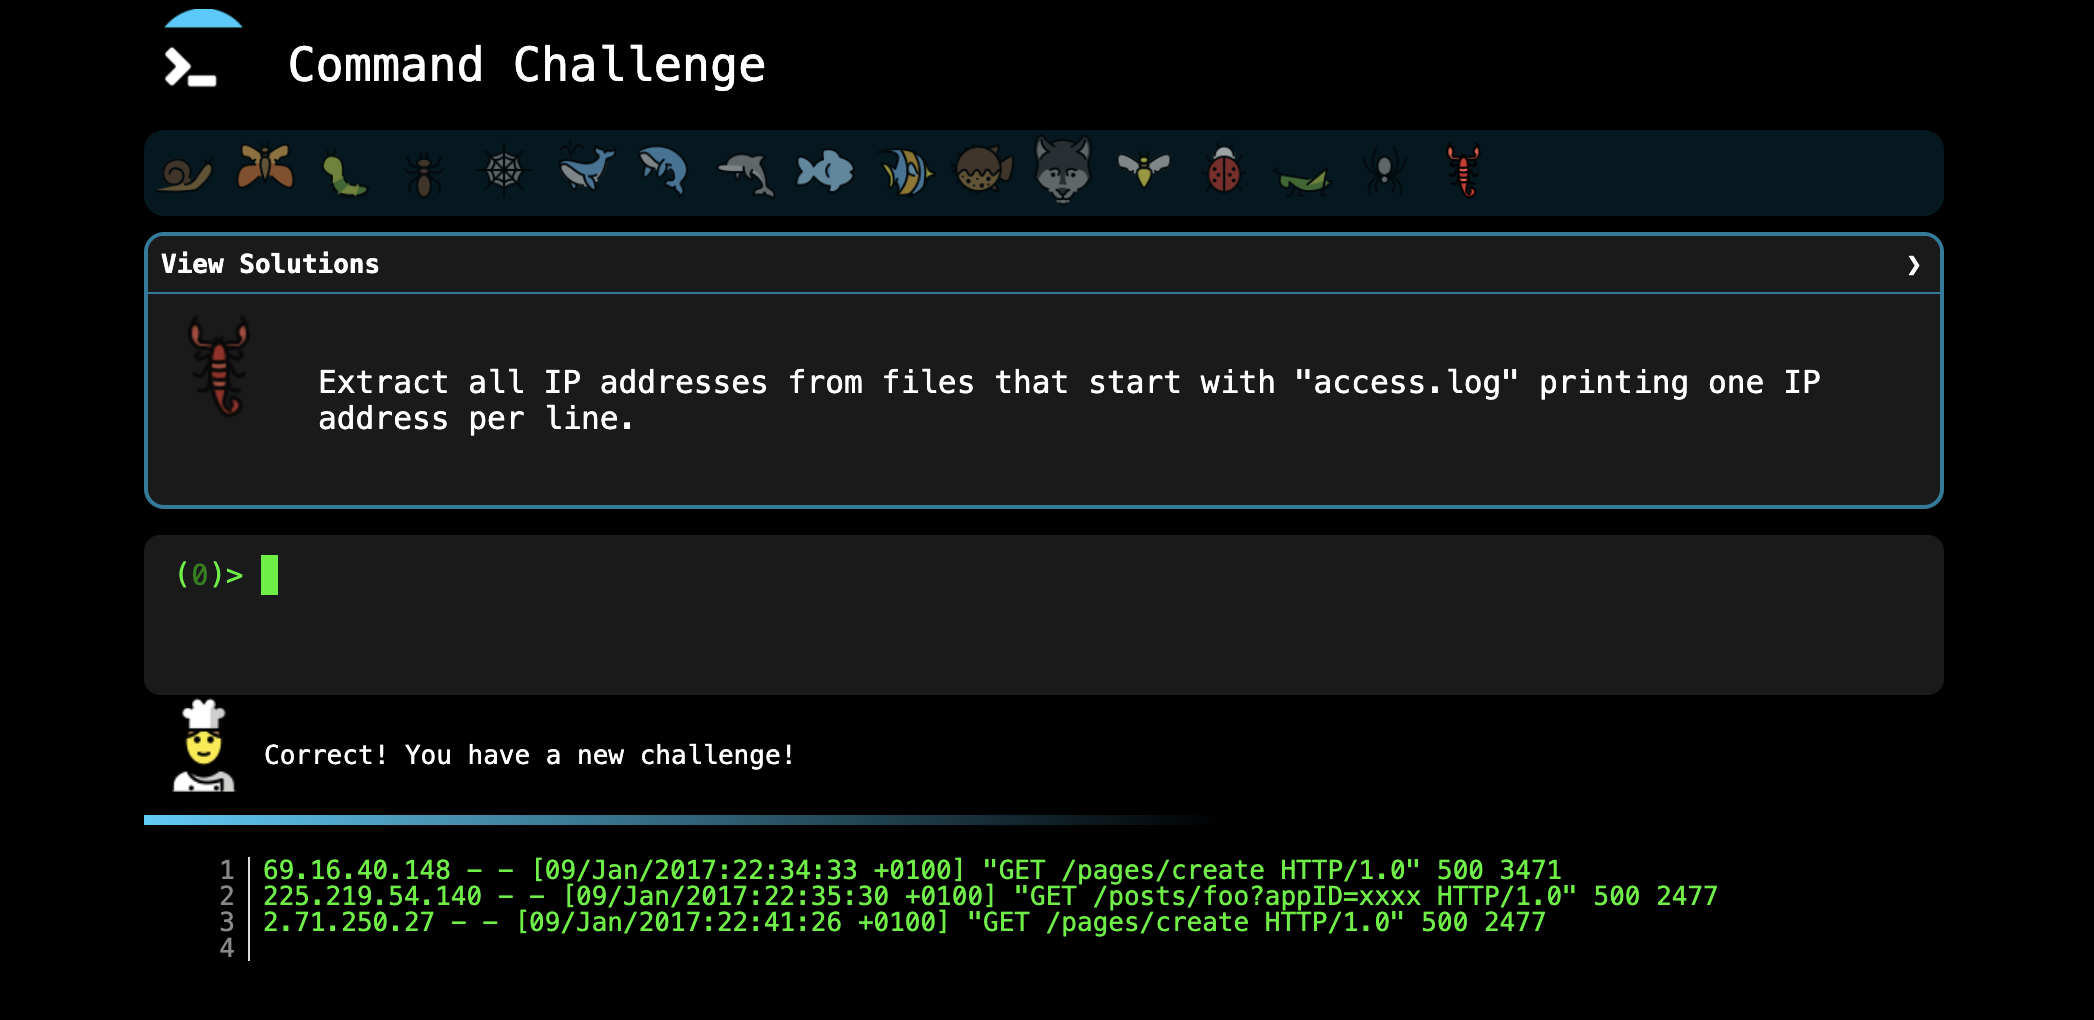 Command Challenge
View Solutions ❯
Extract all IP addresses from files that start with "access.log" printing one IP
address per line.
(0)>
Correct! You have a new challenge!
1 69.16.40.148 - - [09/Jan/2017:22:34:33 +0100] "GET /pages/create HTTP/1.0" 500 3471
2 225.219.54.140 - - [09/Jan/2017:22:35:30 +0100] "GET /posts/foo?appID=xxxx HTTP/1.0" 500 2477
3 2.71.250.27 - - [09/Jan/2017:22:41:26 +0100] "GET /pages/create HTTP/1.0" 500 2477
4